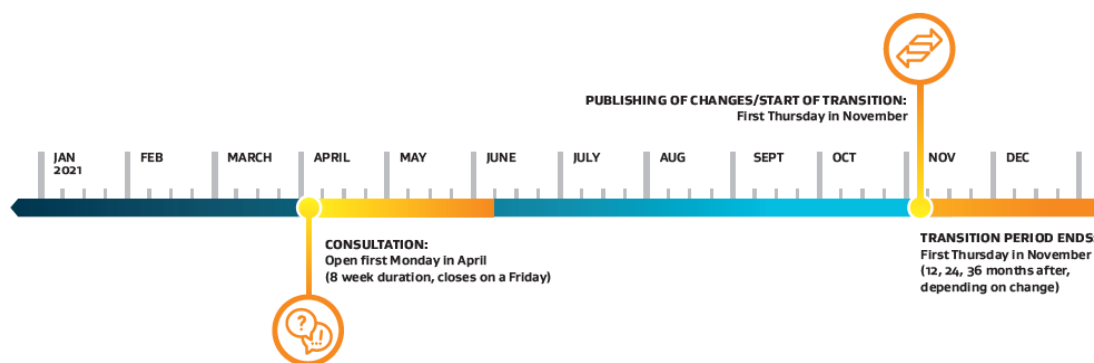 PUBLISHING OF CHANGES/START OF TRANSITION:
First Thursday in November
JAN
2021
FEB
MARCH
APRIL
MAY
JUNE
JULY
AUG
SEPT
OCT
NOV
DEC
CONSULTATION:
Open first Monday in April
(8 week duration, closes on a Friday)
TRANSITION PERIOD ENDS:
First Thursday in November
(12, 24, 36 months after,
depending on change)
?
...!